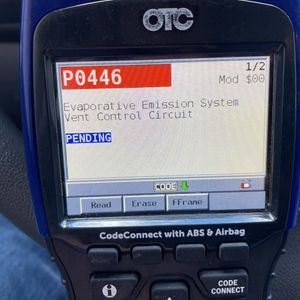 OTC
1/2
P0446
Mod $00
Evaporative Emission System
Vent Control Circuit
PENDING
CODE
Read Erase FFrame
CodeConnect with ABS & Airbag
i
CODE
CONNECT